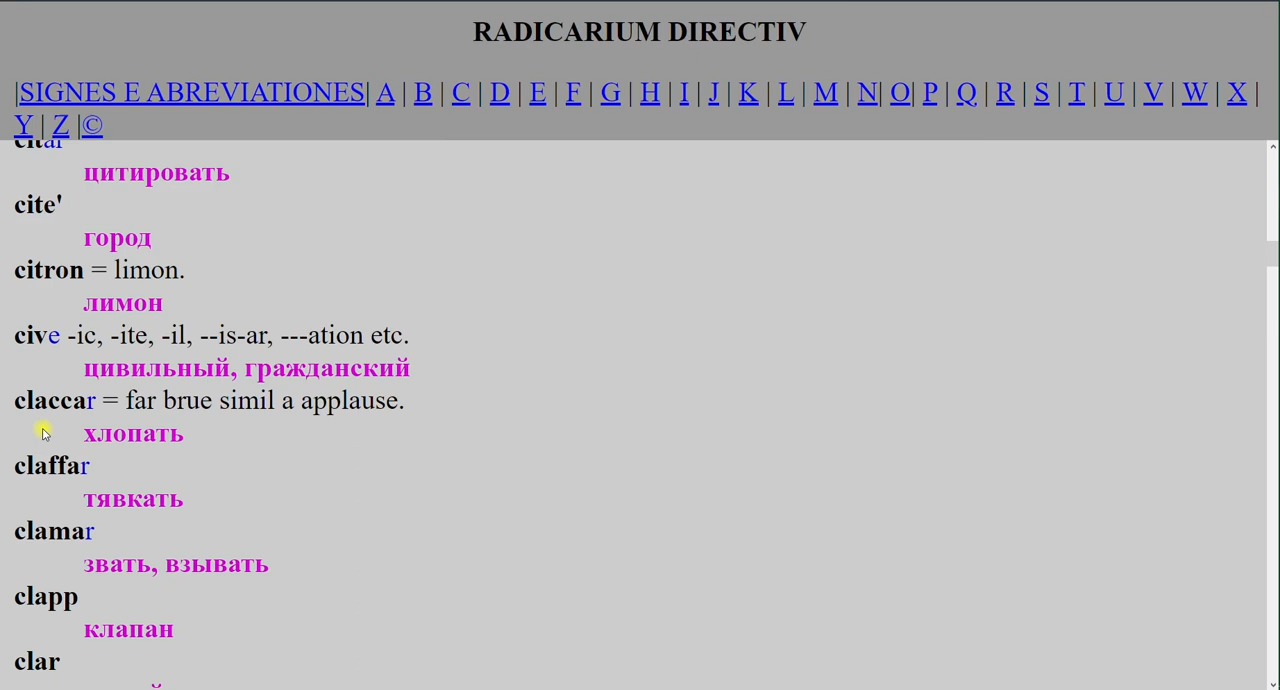 RADICARIUM DIRECTIV
|SIGNES E ABREVIATIONES| A | B | C | D | E | F | G | H | I | J | K | L | M | N| O| P | Q | R | S | T | U | V | W | X |
Y | Z |©
citar
цитировать
cite'
город
citron = limon.
лимон
cive -ic, -ite, -il, --is-ar, ---ation etc.
цивильный, гражданский
claccar = far brue simil a applause.
хлопать
claffar
тявкать
clamar
звать, взывать
clapp
клапан
clar